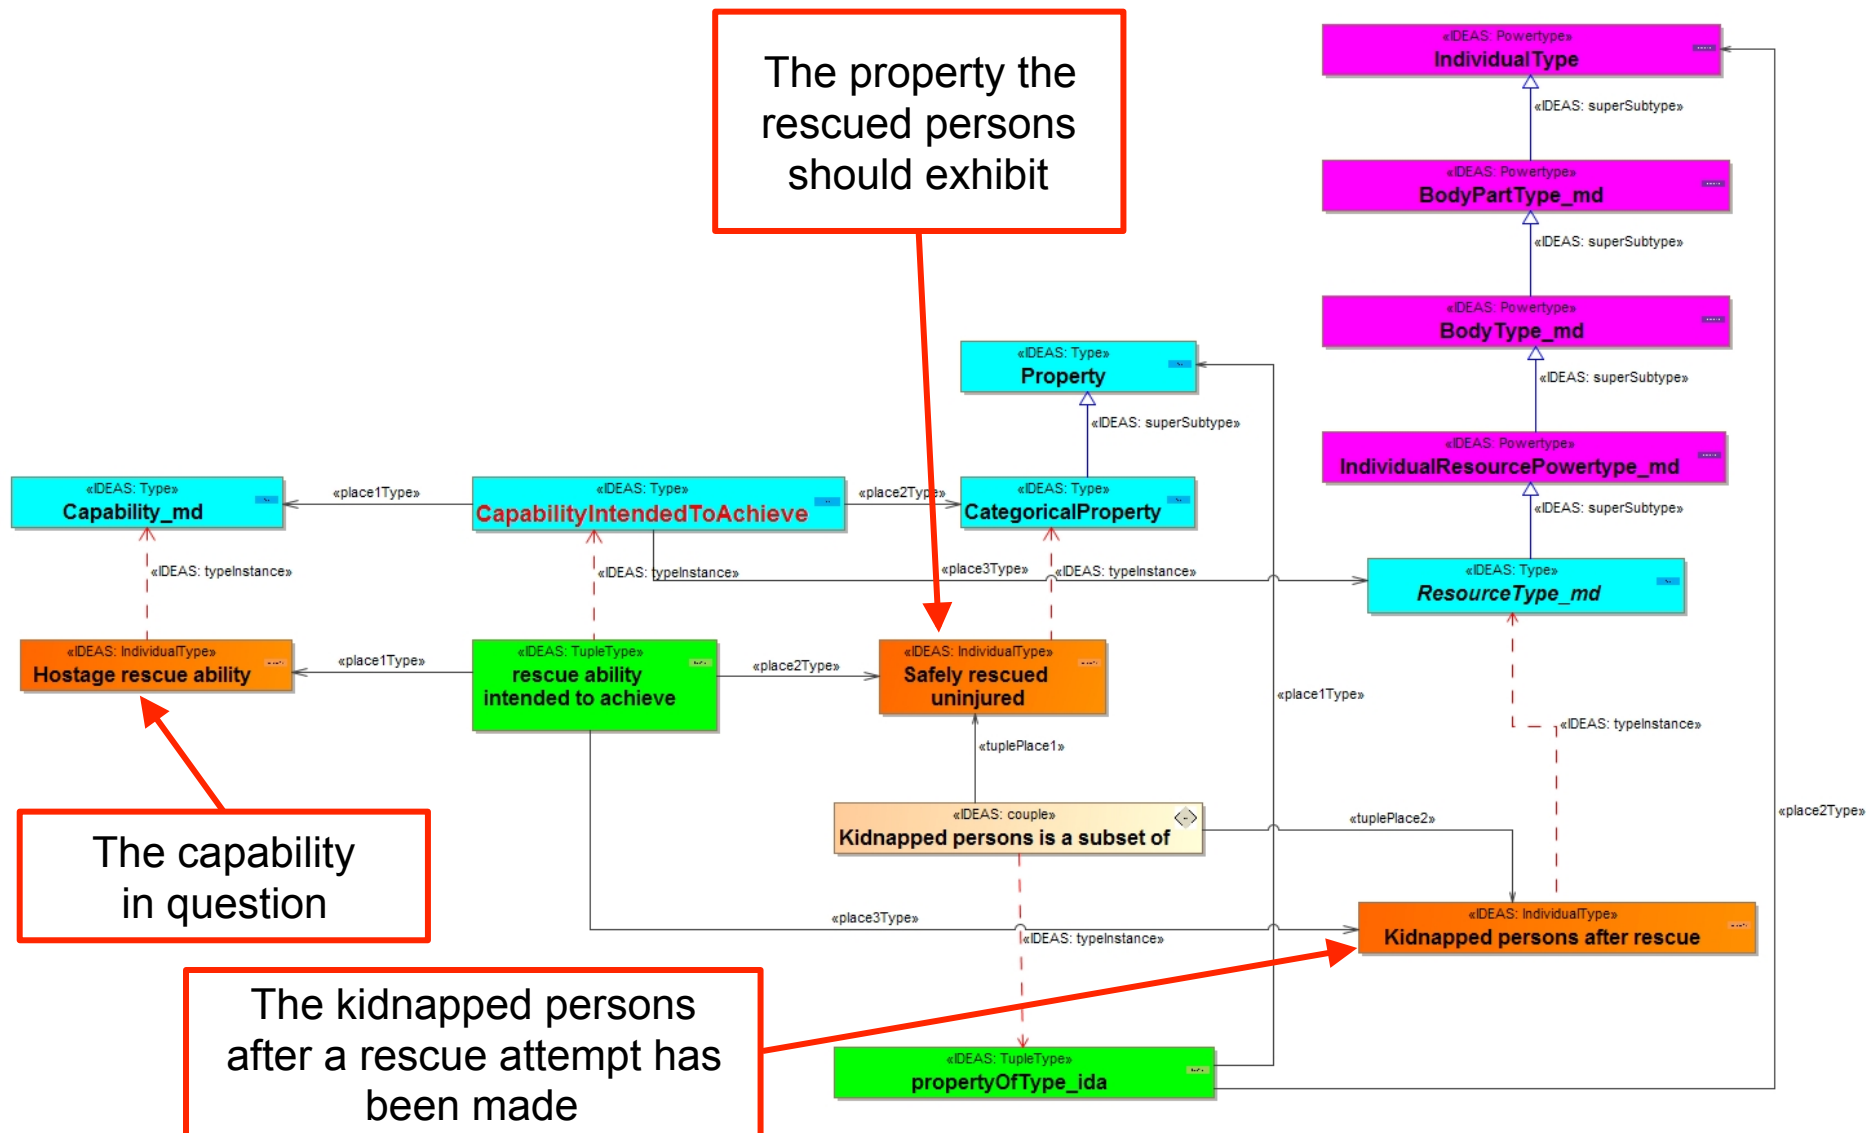 The property the
rescued persons
should exhibit
«IDEAS: Powertype»
IndividualType
«IDEAS: superSubtype»
«IDEAS: Powertype»
BodyPartType_md
«IDEAS: superSubtype»
«IDEAS: Powertype»
BodyType_md
«IDEAS: superSubtype»
«IDEAS: Type»
Property
«IDEAS: superSubtype»
«IDEAS: Powertype»
IndividualResourcePowertype_md
«IDEAS: superSubtype»
«IDEAS: Type»
Capability_md
«place1Type»
«IDEAS: Type»
CapabilityIntendedToAchieve
«place2Type»
«IDEAS: Type»
CategoricalProperty
«IDEAS: typeInstance»
«IDEAS: typeInstance»
«place3Type»
«IDEAS: typeInstance»
«IDEAS: Type»
ResourceType_md
«IDEAS: IndividualType»
Hostage rescue ability
«place1Type»
«IDEAS: TupleType»
rescue ability
intended to achieve
«place2Type»
«IDEAS: IndividualType»
Safely rescued
uninjured
«place1Type»
«IDEAS: typeInstance»
«tuplePlace1»
The capability
in question
«IDEAS: couple»
Kidnapped persons is a subset of
«tuplePlace2»
«place2Type»
«place3Type»
«IDEAS: typeInstance»
«IDEAS: IndividualType»
Kidnapped persons after rescue
The kidnapped persons
after a rescue attempt has
been made
«IDEAS: TupleType»
propertyOfType_ida